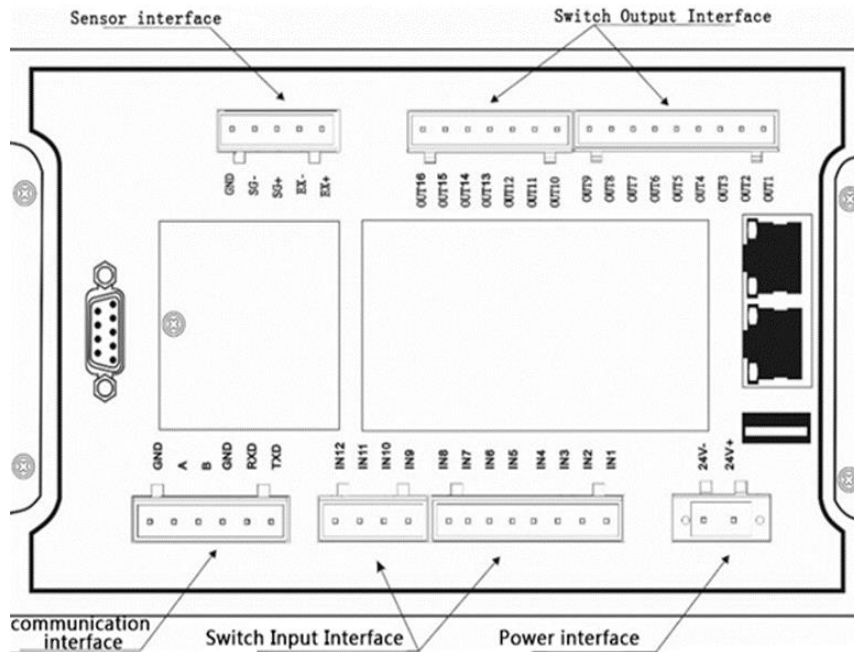 Sensor interface
Switch Output Interface
GND
SG-
SG+
EX-
EX+
OUT16
OUT15
OUT14
OUT13
OUT12
OUT11
OUT10
OUT9
OUT8
OUT7
OUT6
OUT5
OUT4
OUT3
OUT2
OUT1
GND
A
B
GND
RXD
TXD
IN12
IN11
IN10
IN9
IN8
IN7
IN6
IN5
IN4
IN3
IN2
IN1
24V-
24V+
communication
interface
Switch Input Interface
Power interface